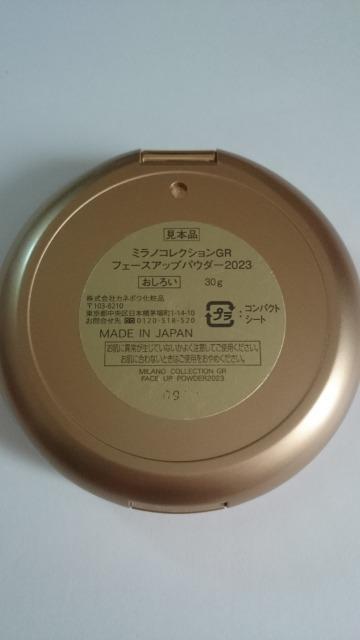 見本品
ミラノコレクションGR
フェースアップパウダー2023
おしろい 30g
株式会社カネボウ化粧品
〒103-8210
東京都中央区日本橋茅場町1-14-10
お問合せ先 0120-518-520
プラ : コンパクト
シート
MADE IN JAPAN
お肌に異常が生じていないかよく注意してご使用ください。
お肌に合わないときはご使用をおやめください。
MILANO COLLECTION GR
FACE UP POWDER2023